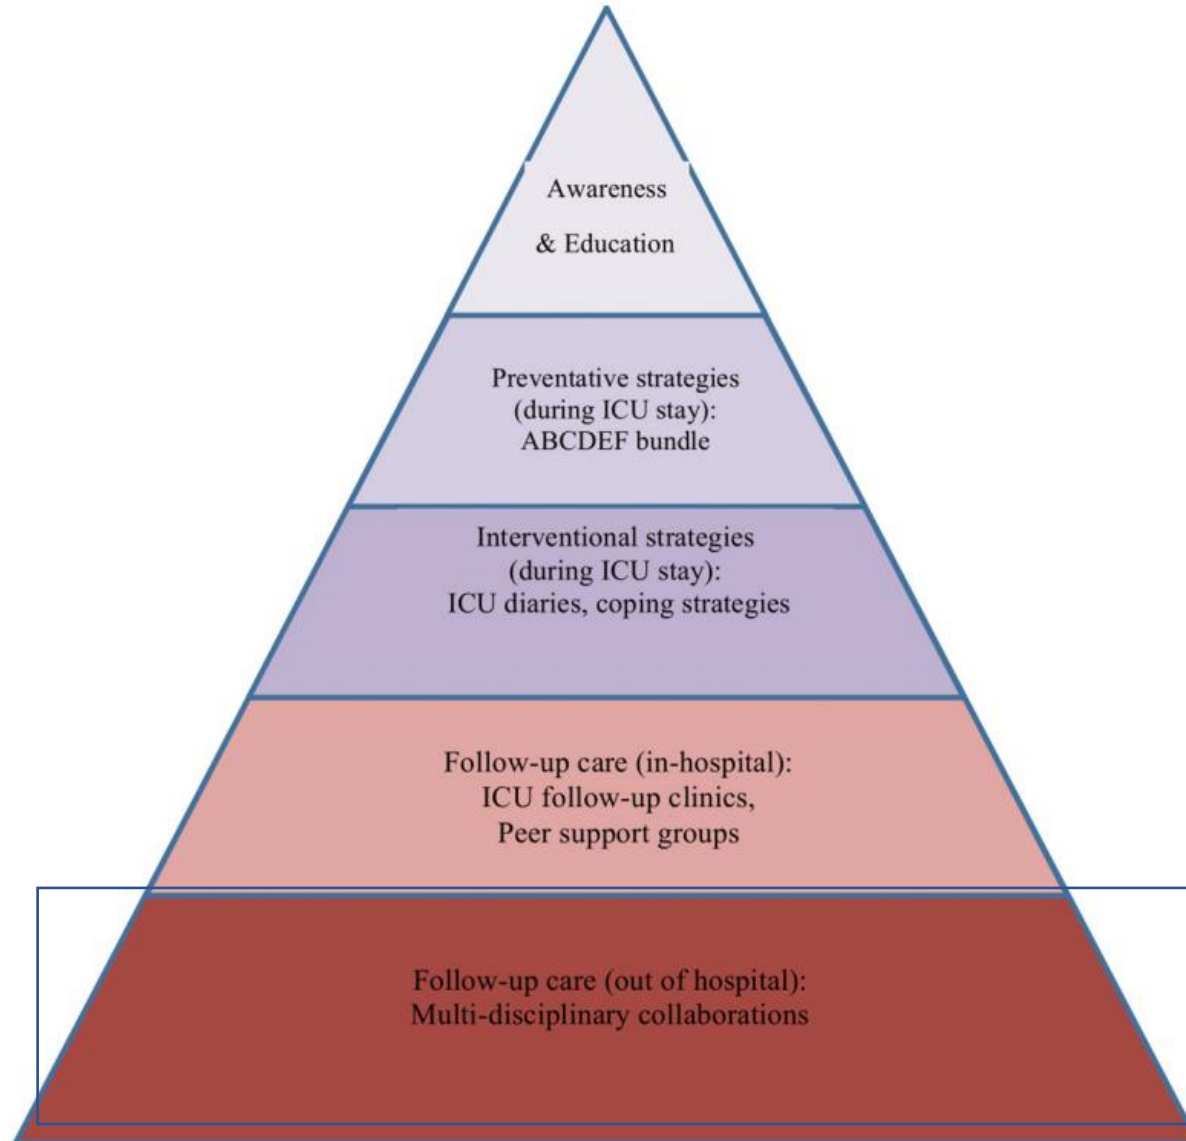 Awareness
& Education
Preventative strategies
(during ICU stay):
ABCDEF bundle
Interventional strategies
(during ICU stay):
ICU diaries, coping strategies
Follow-up care (in-hospital):
ICU follow-up clinics,
Peer support groups
Follow-up care (out of hospital):
Multi-disciplinary collaborations